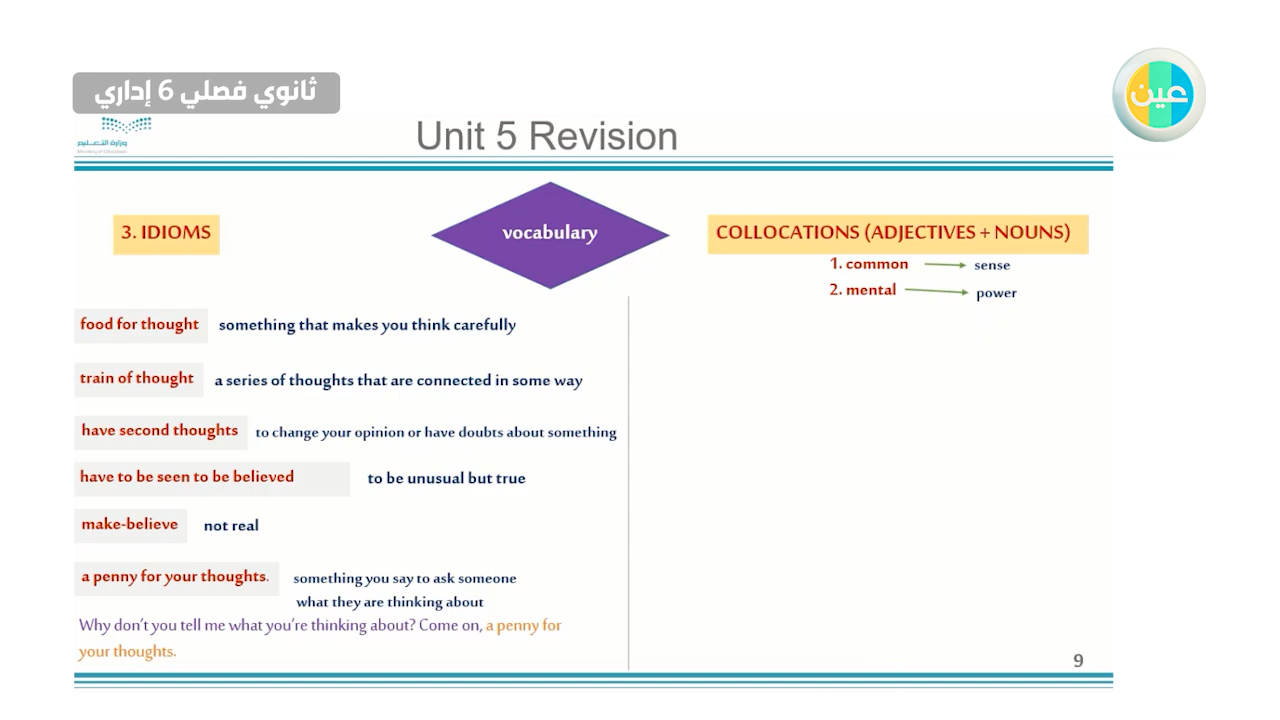 ثانوي فصلي 6 إداري
عين
وزارة التعليم
Ministry of Education
Unit 5 Revision
3. IDIOMS
vocabulary
COLLOCATIONS (ADJECTIVES + NOUNS)
1. common sense
2. mental power
food for thought something that makes you think carefully
train of thought a series of thoughts that are connected in some way
have second thoughts to change your opinion or have doubts about something
have to be seen to be believed to be unusual but true
make-believe not real
a penny for your thoughts. something you say to ask someone
what they are thinking about
Why don't you tell me what you're thinking about? Come on, a penny for
your thoughts.
9